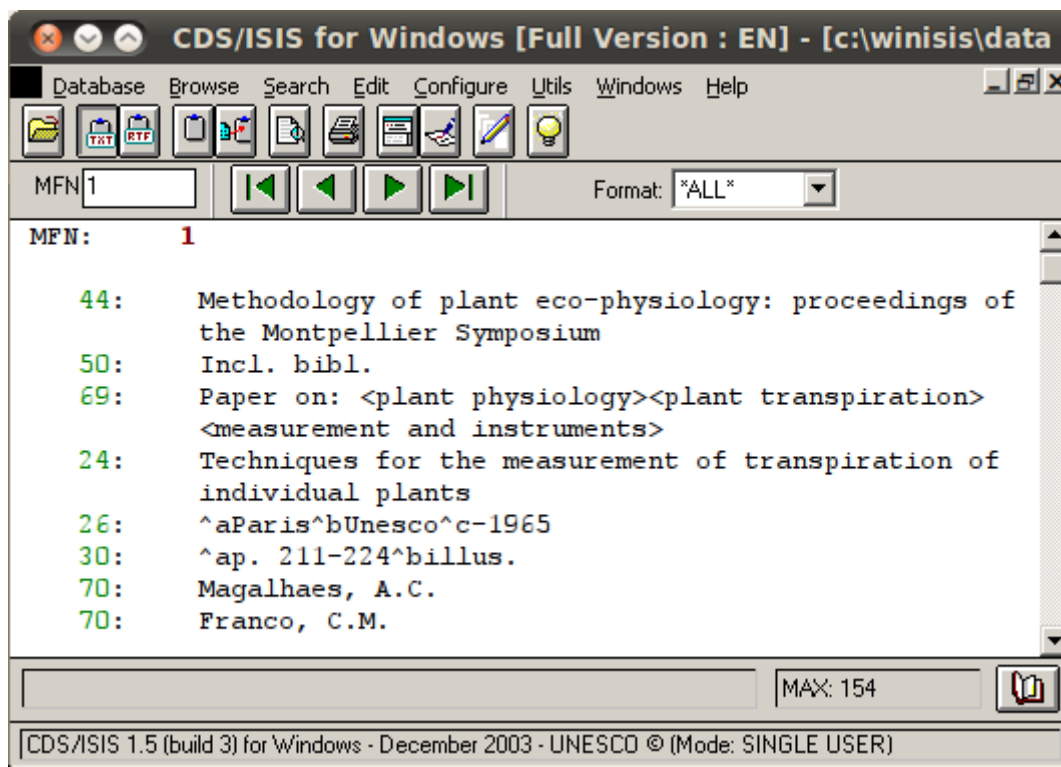 CDS/ISIS for Windows [Full Version : EN] - [c:\winisis\data
Database Browse Search Edit Configure Utils Windows Help
TXT RTF
MFN 1 Format: *ALL*
MFN: 1
44: Methodology of plant eco-physiology: proceedings of
the Montpellier Symposium
50: Incl. bibl.
69: Paper on: <plant physiology><plant transpiration>
<measurement and instruments>
24: Techniques for the measurement of transpiration of
individual plants
26: ^aParis^bUnesco^c-1965
30: ^ap. 211-224^billus.
70: Magalhaes, A.C.
70: Franco, C.M.
MAX: 154
CDS/ISIS 1.5 (build 3) for Windows - December 2003 - UNESCO © (Mode: SINGLE USER)